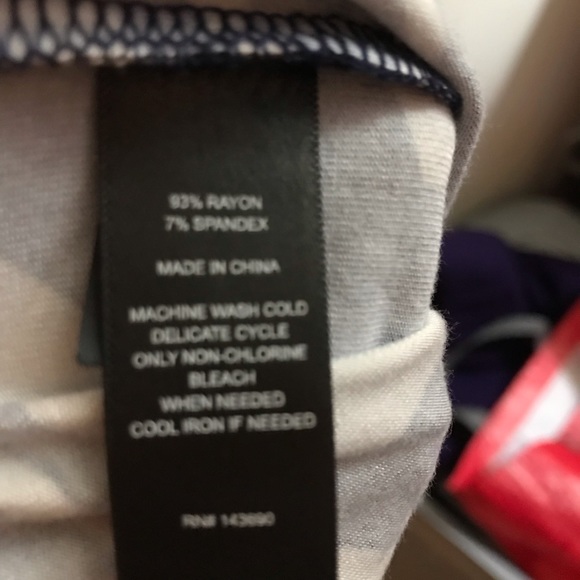 93% RAYON
7% SPANDEX
MADE IN CHINA
MACHINE WASH COLD
DELICATE CYCLE
ONLY NON-CHLORINE
BLEACH
WHEN NEEDED
COOL IRON IF NEEDED
RN# 143690